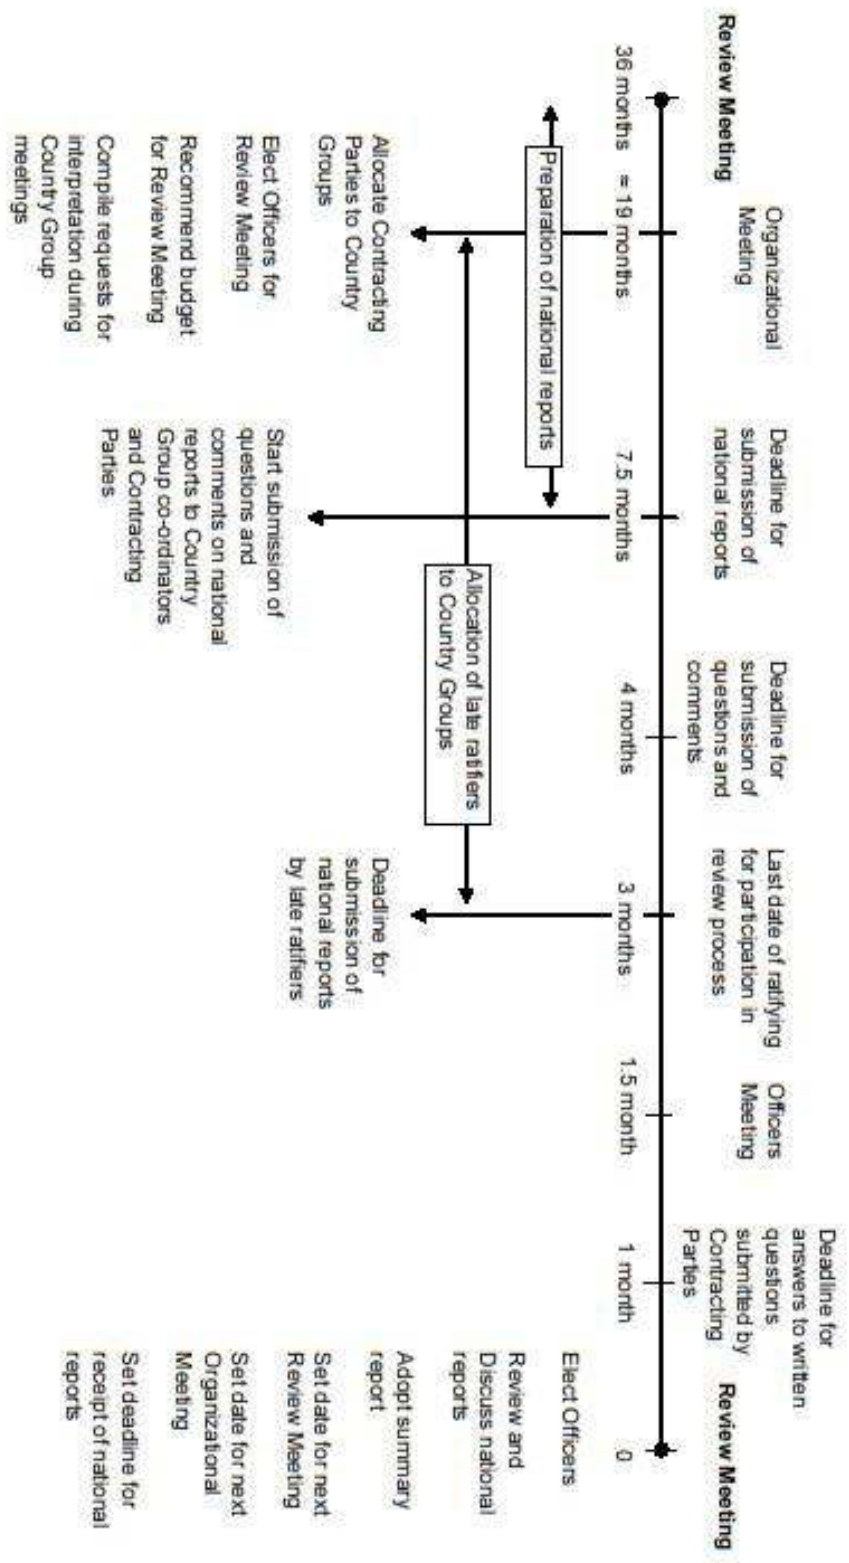 Review Meeting
Organizational
Meeting
Deadline for
submission of
national reports
Deadline for
submission of
questions and
comments
Last date of ratifying
for participation in
review process
Officers
Meeting
Deadline for
answers to written
questions
submitted by
Contracting
Parties
Review Meeting
36 months
≈ 19 months
7.5 months
4 months
3 months
1.5 month
1 month
0
Preparation of national reports
Allocation of late ratifiers
to Country Groups
Allocate Contracting
Parties to Country
Groups
Elect Officers for
Review Meeting
Recommend budget
for Review Meeting
Compile requests for
interpretation during
Country Group
meetings
Start submission of
questions and
comments on national
reports to Country
Group co-ordinators
and Contracting
Parties
Deadline for
submission of
national reports
by late ratifiers
Elect Officers
Review and
Discuss national
reports
Adopt summary
report
Set date for next
Review Meeting
Set date for next
Organizational
Meeting
Set deadline for
receipt of national
reports